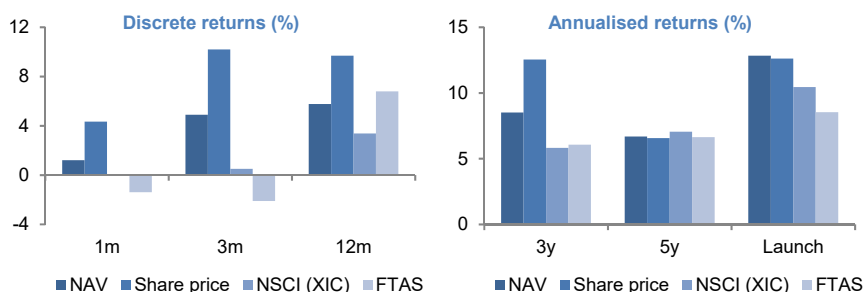 Discrete returns (%)
12
8
4
0
-4
1m 3m 12m
NAV Share price NSCI (XIC) FTAS
Annualised returns (%)
15
10
5
0
3y 5y Launch
NAV Share price NSCI (XIC) FTAS